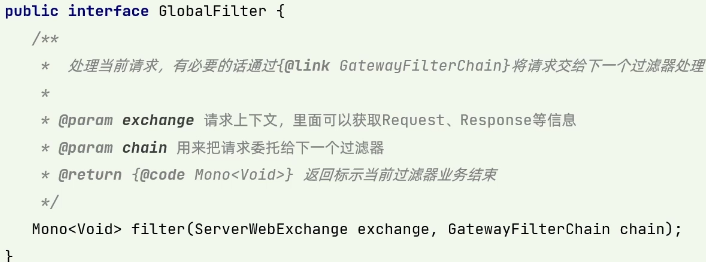 public interface GlobalFilter {
/**
*  处理当前请求，有必要的话通过{@link GatewayFilterChain}将请求交给下一个过滤器处理
*
* @param exchange 请求上下文，里面可以获取Request、Response等信息
* @param chain 用来把请求委托给下一个过滤器
* @return {@code Mono<Void>} 返回标示当前过滤器业务结束
*/
Mono<Void> filter(ServerWebExchange exchange, GatewayFilterChain chain);
}